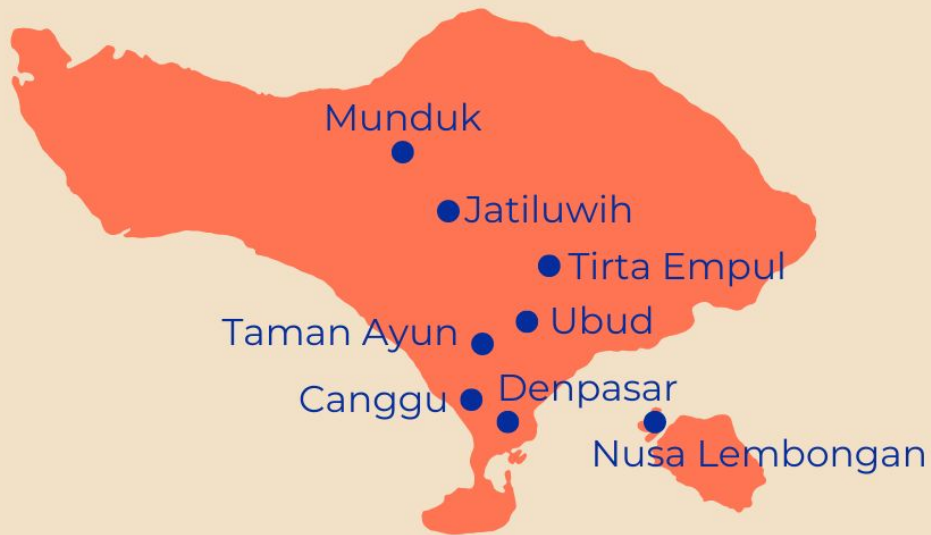 Munduk
Jatiluwih
Tirta Empul
Ubud
Taman Ayun
Denpasar
Canggu
Nusa Lembongan